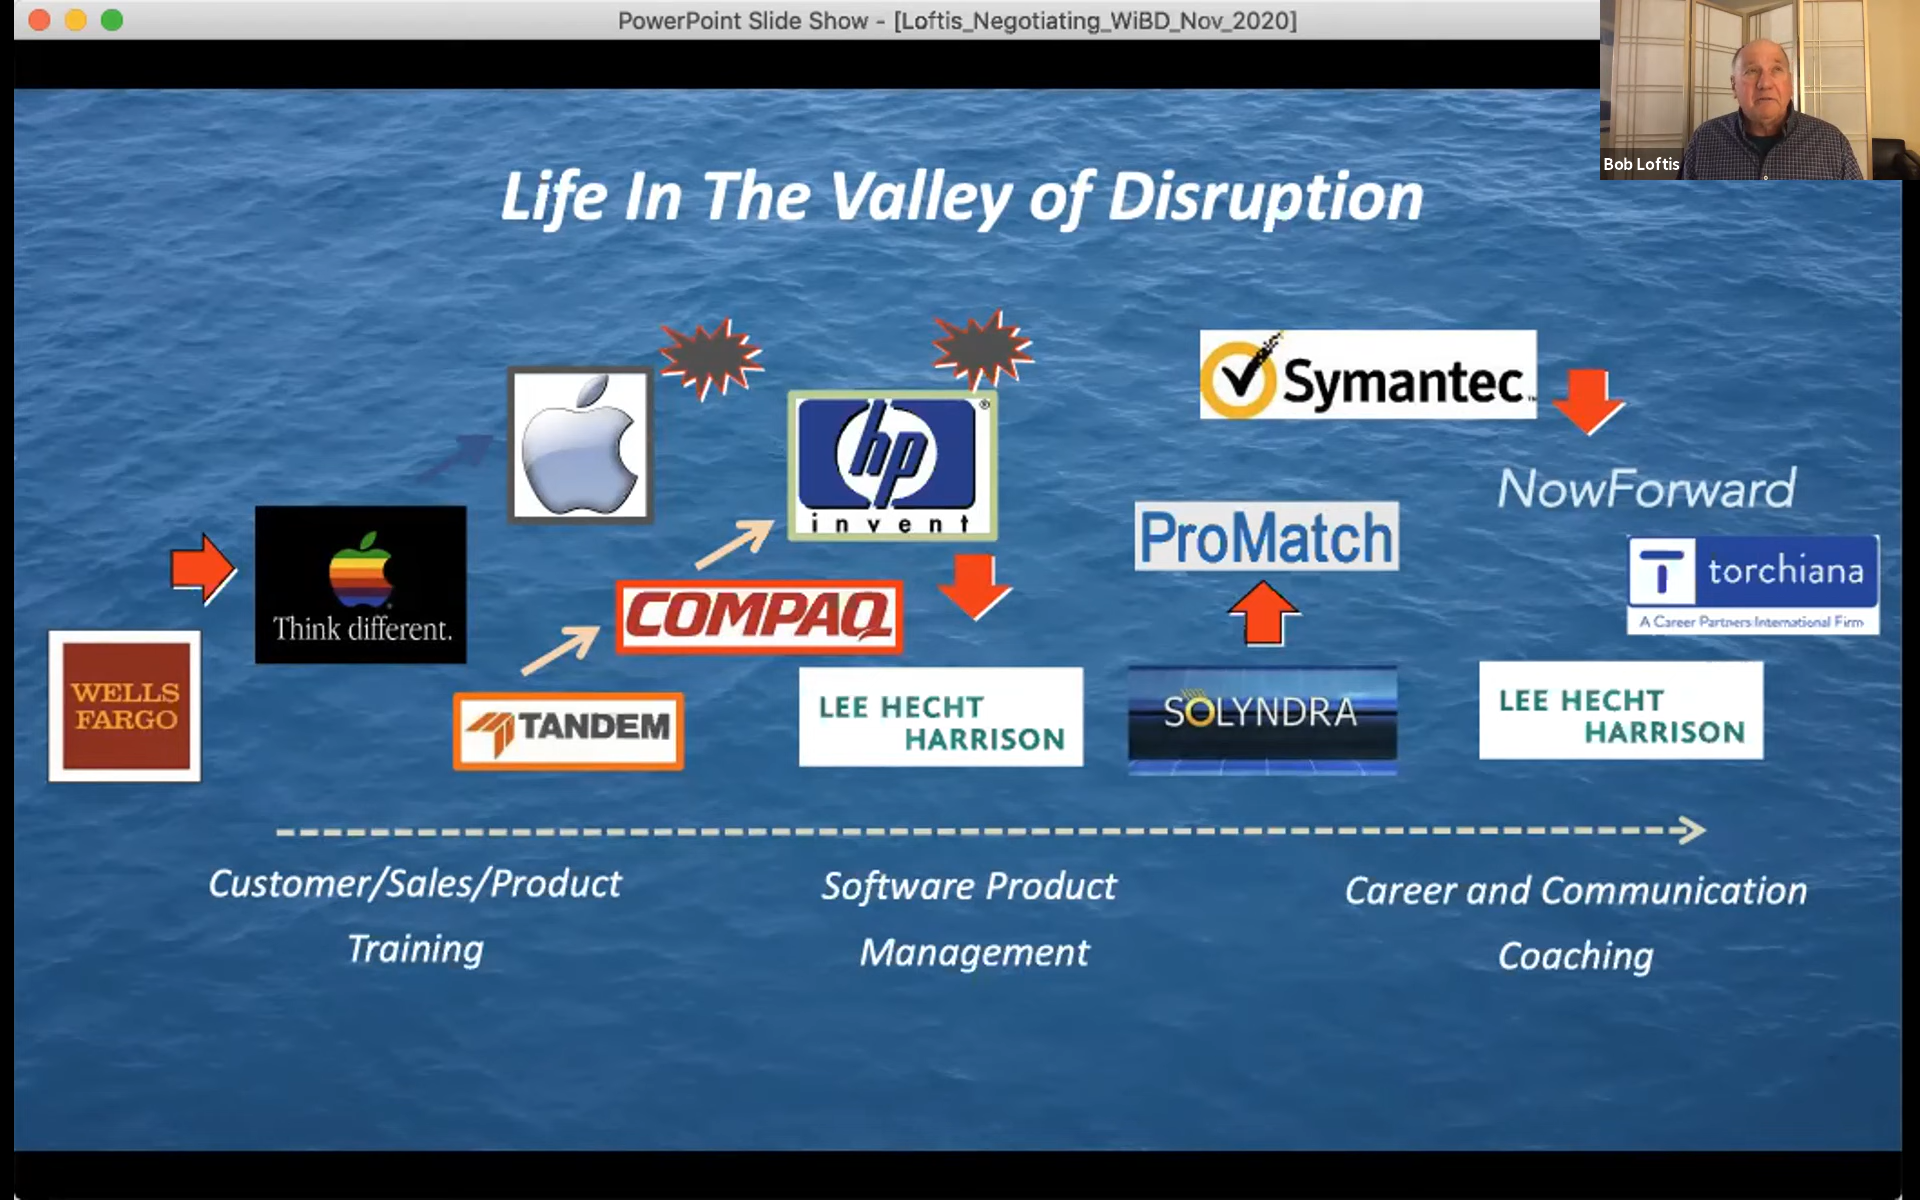 PowerPoint Slide Show - [Loftis_Negotiating_WiBD_Nov_2020]
Bob Loftis
Life In The Valley of Disruption
Symantec
hp
invent
NowForward
ProMatch
torchiana
A Career Partners International Firm
Think different.
COMPAQ
WELLS
FARGO
TANDEM
LEE HECHT
HARRISON
SOLYNDRA
LEE HECHT
HARRISON
Customer/Sales/Product
Training
Software Product
Management
Career and Communication
Coaching